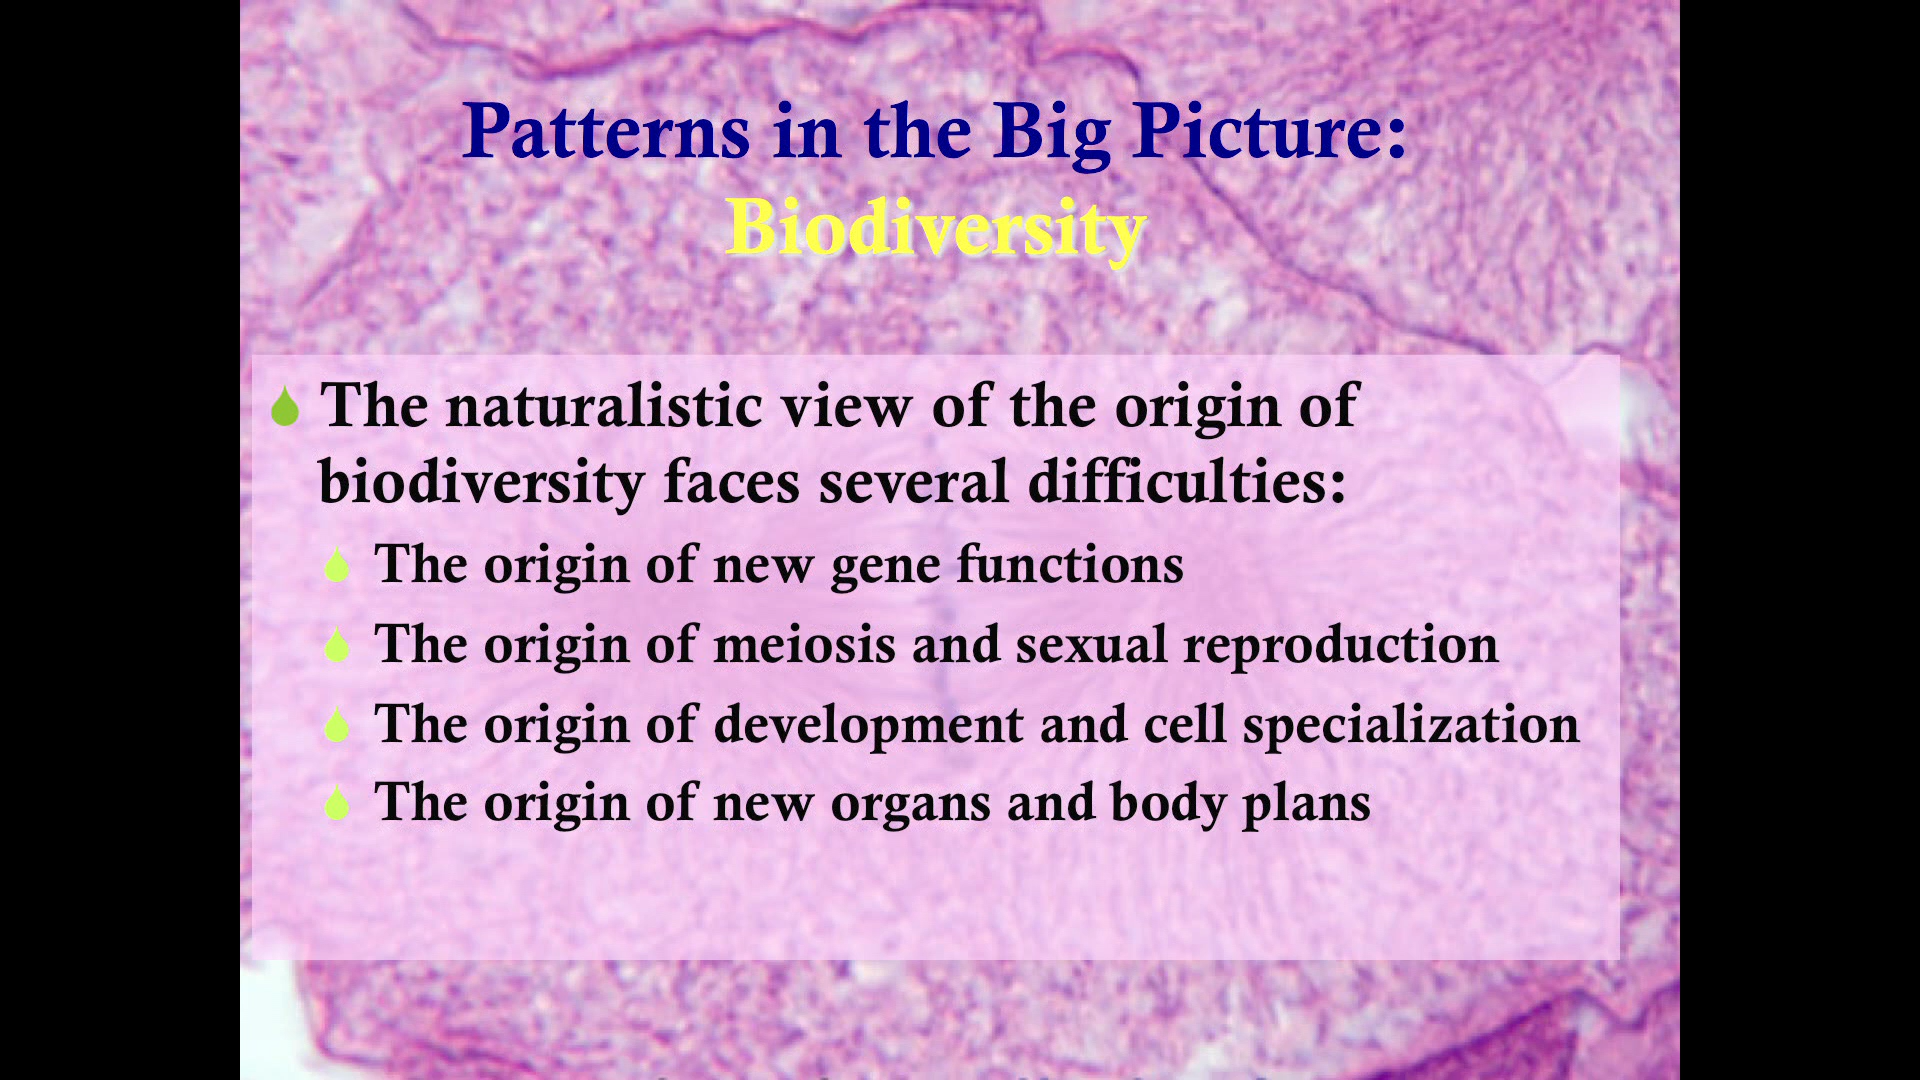 Patterns in the Big Picture:
Biodiversity
The naturalistic view of the origin of
biodiversity faces several difficulties:
The origin of new gene functions
The origin of meiosis and sexual reproduction
The origin of development and cell specialization
The origin of new organs and body plans